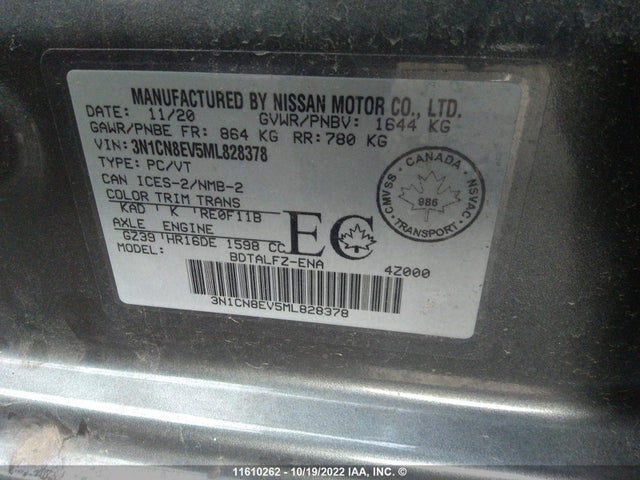 MANUFACTURED BY NISSAN MOTOR CO., LTD.
DATE: 11/20 GVWR/PNBV: 1644 KG
GAWR/PNBE FR: 864 KG RR: 780 KG
VIN: 3N1CN8EV5ML828378
TYPE: PC/VT
CAN ICES-2/NMB-2
COLOR TRIM TRANS
KAD K RE0F11B
AXLE ENGINE
GZ39 HR16DE 1598 CC
MODEL: BDTALFZ-ENA
EC
4Z000
3N1CN8EV5ML828378
CANADA
CMVSS NSVAC
986
TRANSPORT
11610262 - 10/19/2022 IAA, INC. ©